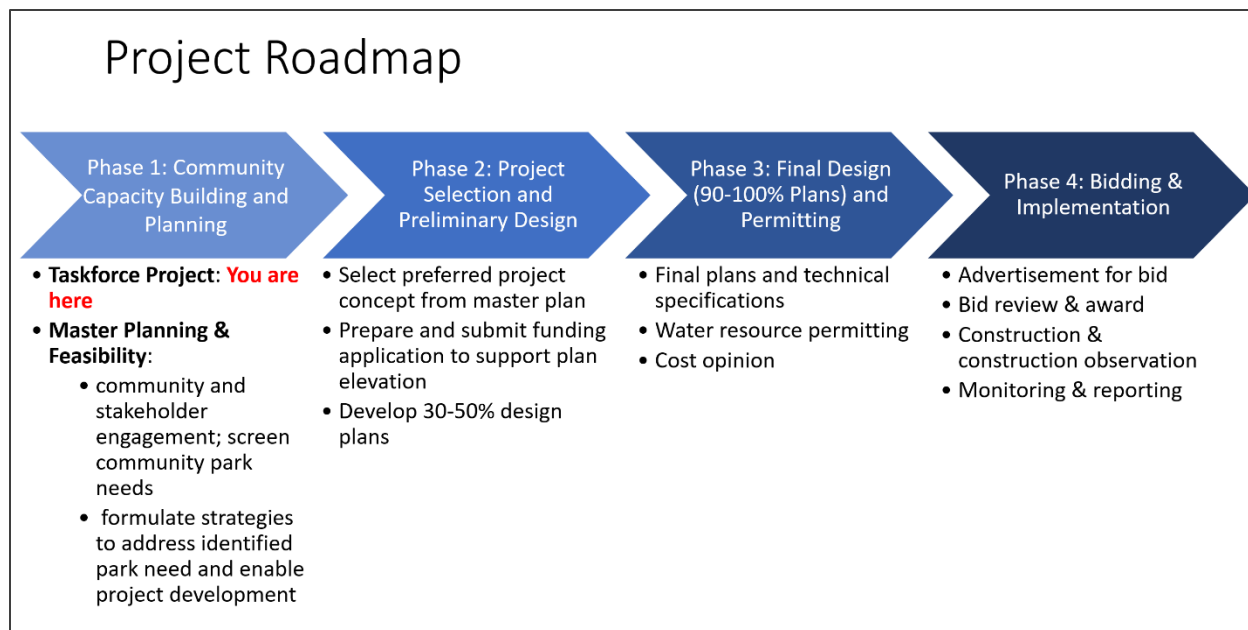 Project Roadmap
Phase 1: Community
Capacity Building and
Planning
• Taskforce Project: You are
here
• Master Planning &
Feasibility:
• community and
stakeholder
engagement; screen
community park
needs
• formulate strategies
to address identified
park need and enable
project development
Phase 2: Project
Selection and
Preliminary Design
• Select preferred project
concept from master plan
• Prepare and submit funding
application to support plan
elevation
• Develop 30-50% design
plans
Phase 3: Final Design
(90-100% Plans) and
Permitting
• Final plans and technical
specifications
• Water resource permitting
• Cost opinion
Phase 4: Bidding &
Implementation
• Advertisement for bid
• Bid review & award
• Construction &
construction observation
• Monitoring & reporting